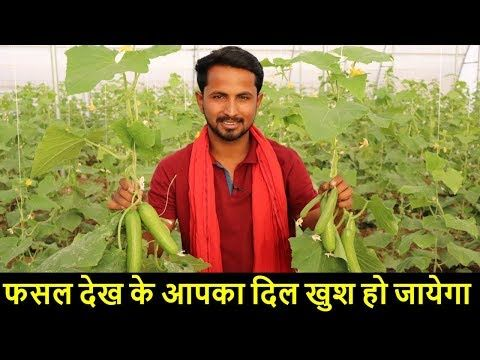 फसल देख के आपका दिल खुश हो जायेगा